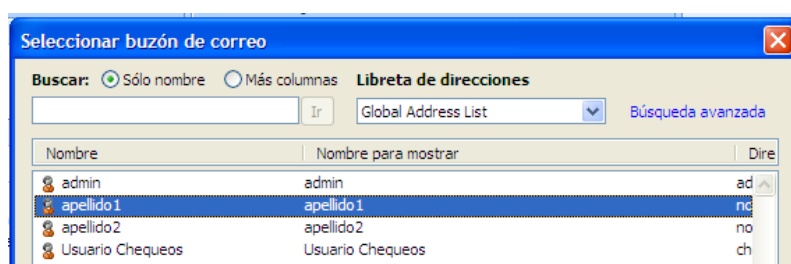 Seleccionar buzón de correo
Buscar: Sólo nombre Más columnas Libreta de direcciones
Ir Global Address List Búsqueda avanzada
Nombre Nombre para mostrar Dire
admin admin ad
apellido1 apellido1 no
apellido2 apellido2 no
Usuario Chequeos Usuario Chequeos ch